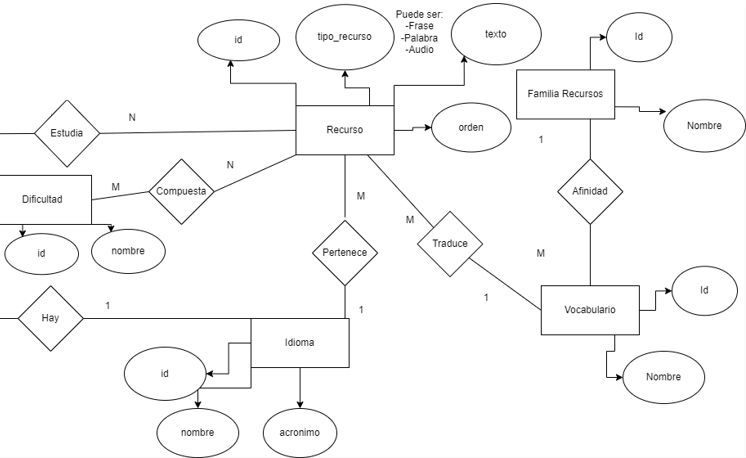 Puede ser:
-Frase
-Palabra
-Audio
id
tipo_recurso
texto
Id
Familia Recursos
Nombre
orden
Recurso
N
Estudia
1
N
Compuesta
M
Dificultad
id
nombre
M
Afinidad
M
Traduce
Pertenece
M
1
1
Id
Vocabulario
Nombre
Hay
1
Idioma
id
nombre
acronimo